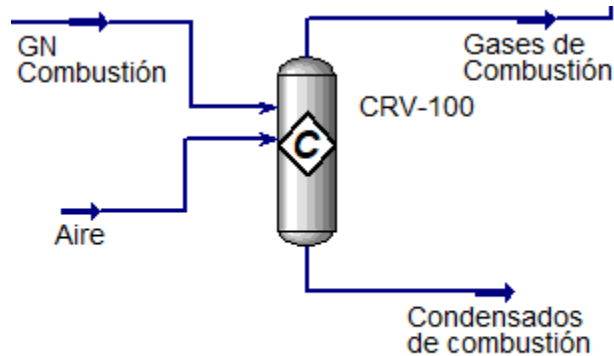 GN
Combustión
Gases de
Combustión
CRV-100
C
Aire
Condensados
de combustión